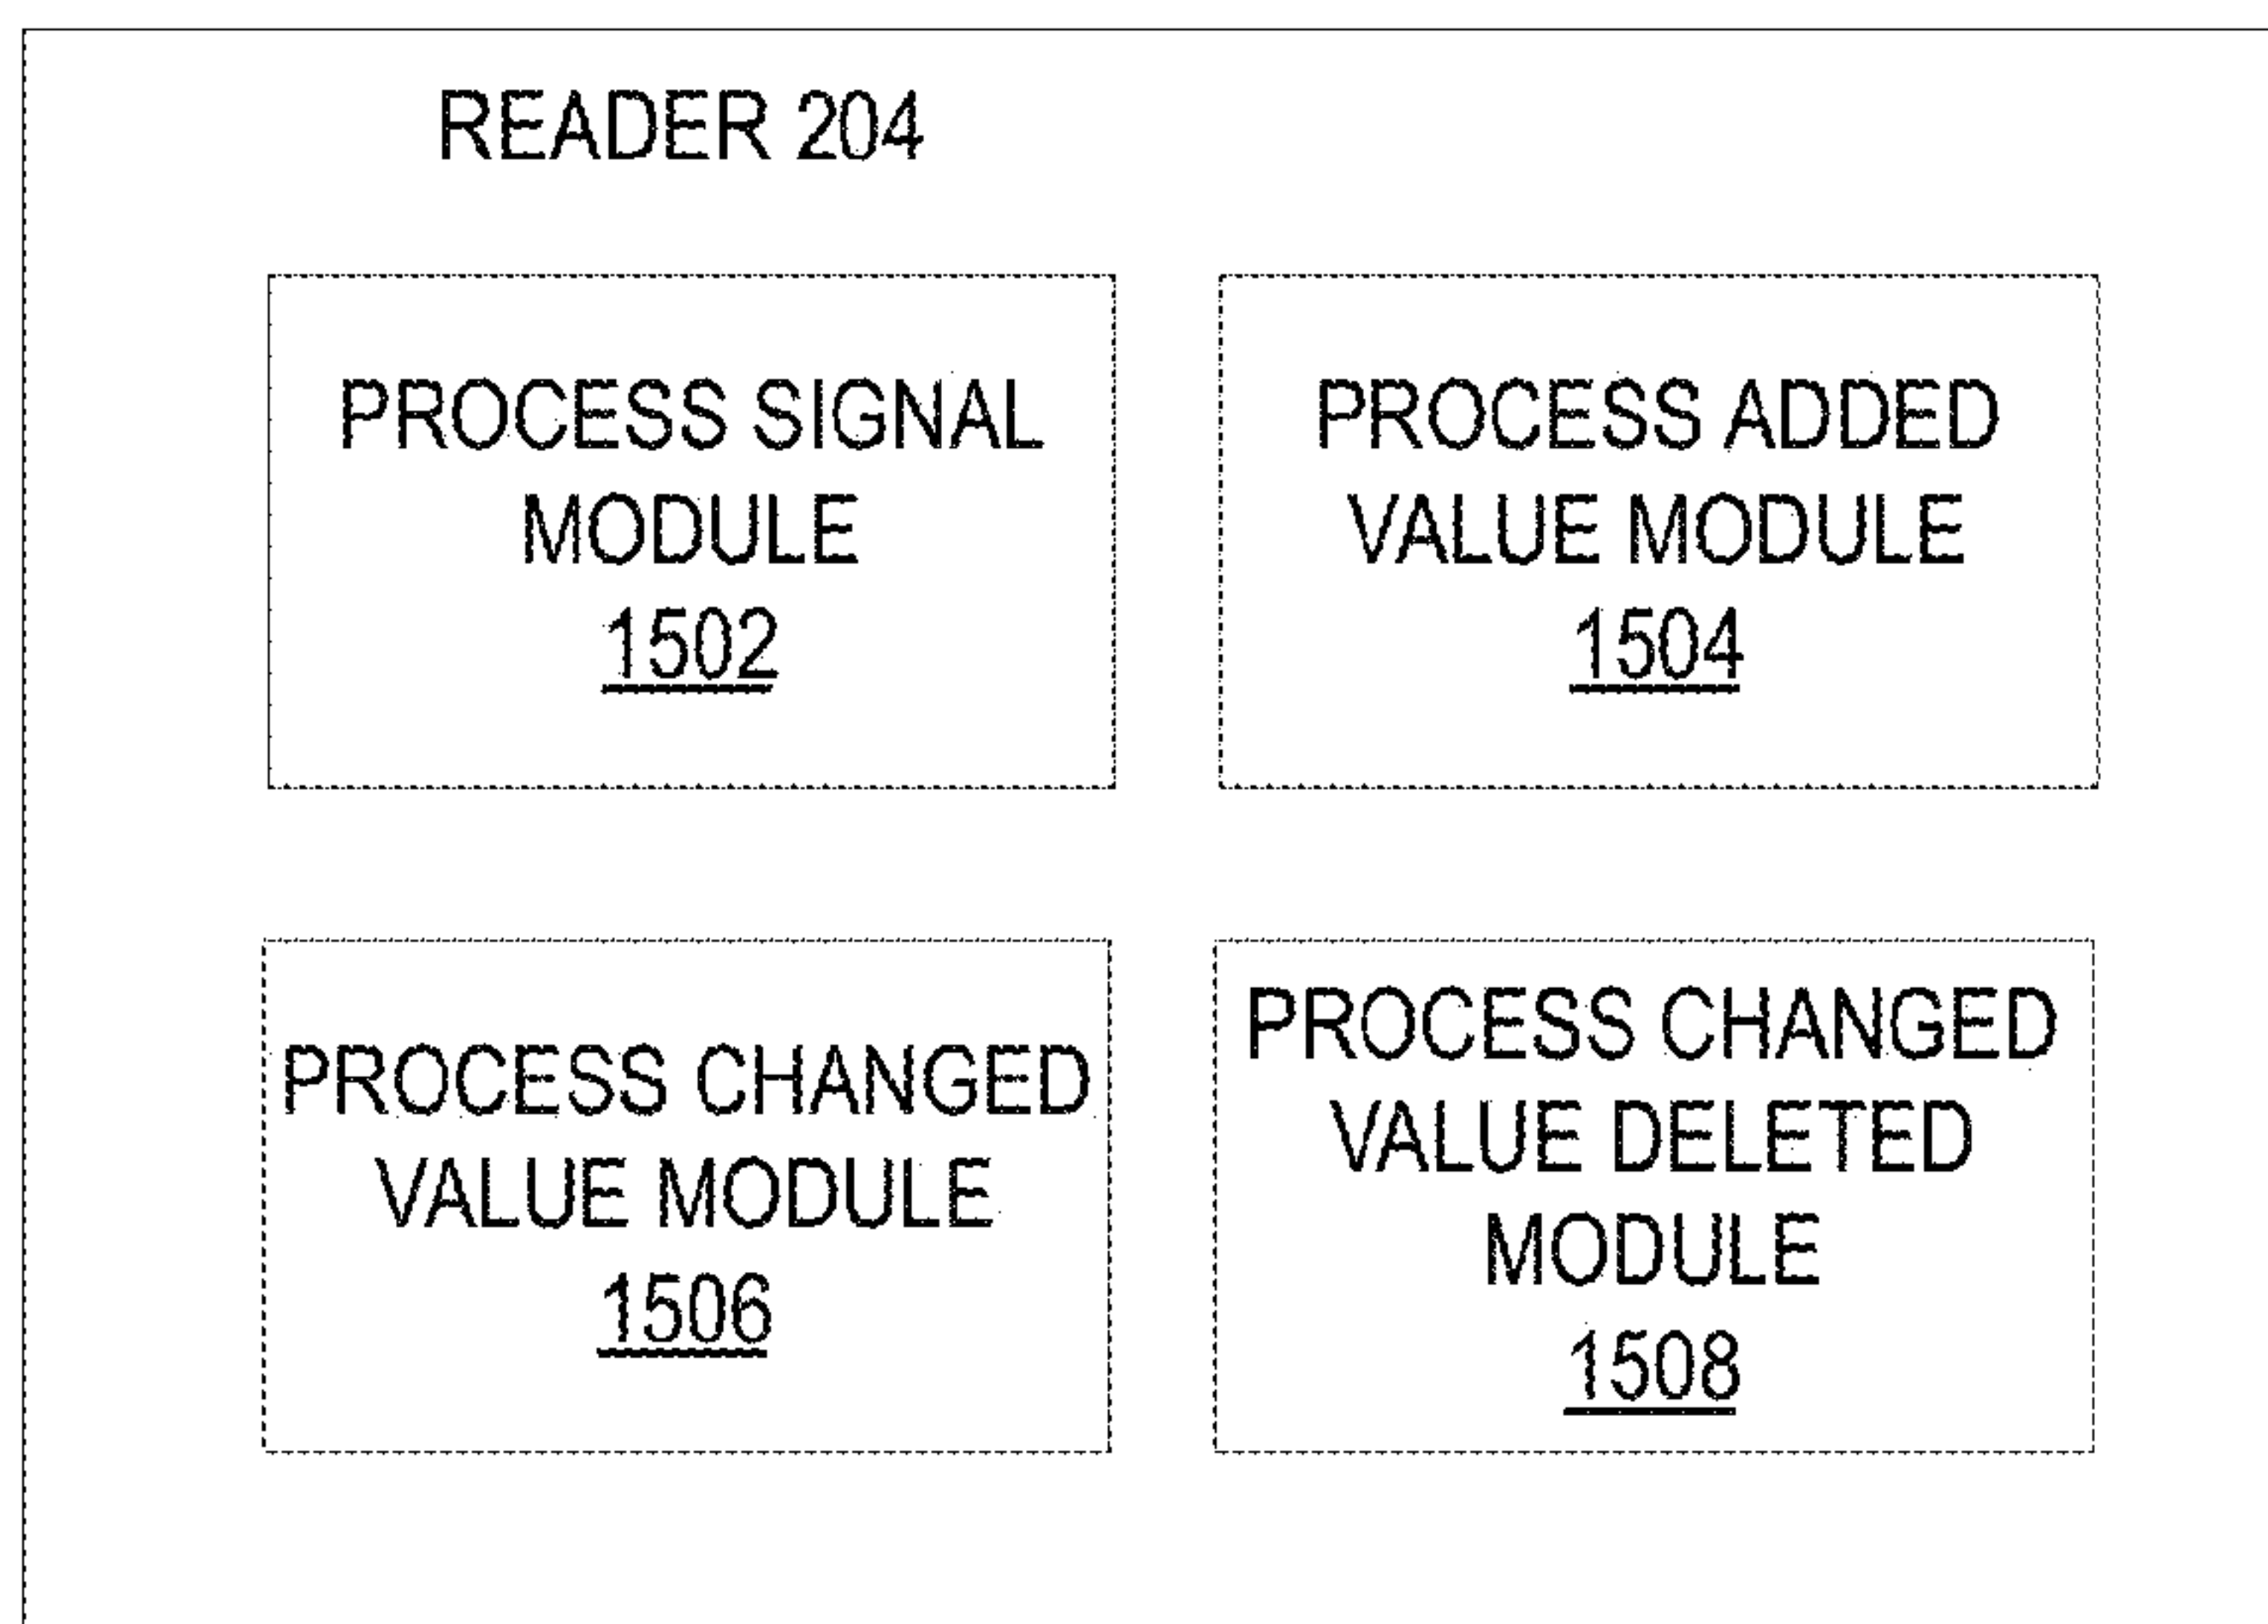 READER 204
PROCESS SIGNAL
MODULE
1502
PROCESS ADDED
VALUE MODULE
1504
PROCESS CHANGED
VALUE MODULE
1506
PROCESS CHANGED
VALUE DELETED
MODULE
1508